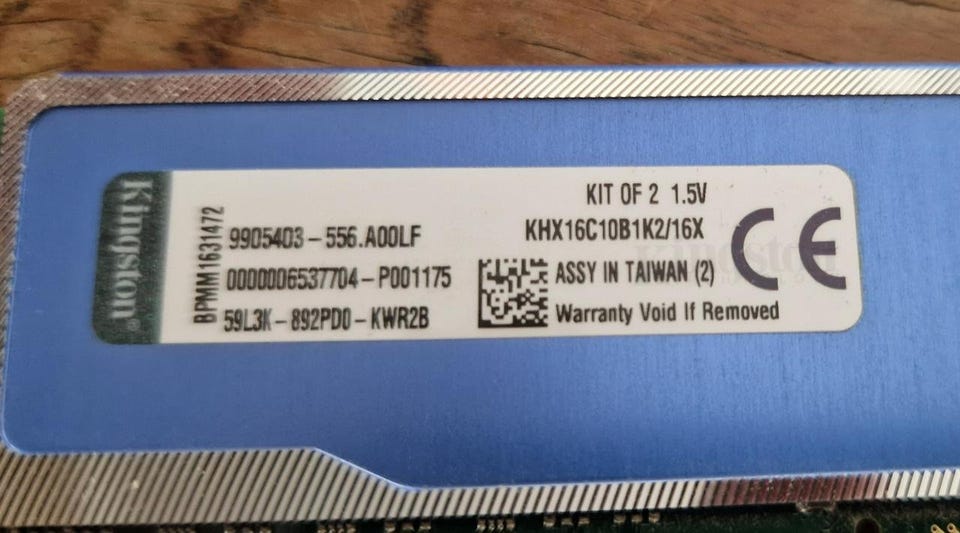 Kingston®
BPMM1631472
9905403-556.A00LF
0000006537704-P001175
59L3K-892PD0-KWR2B
KIT OF 2 1.5V
KHX16C10B1K2/16X
ASSY IN TAIWAN (2)
Warranty Void If Removed
CE
Kingston